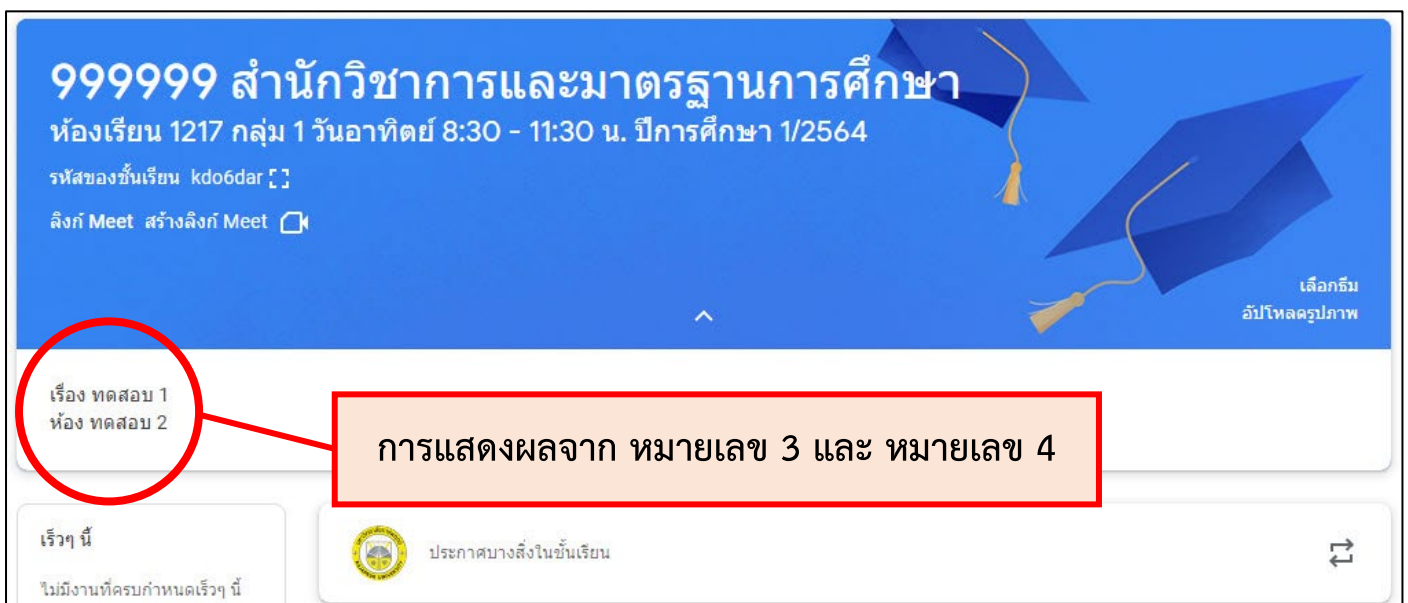 999999 สำนักวิชาการและมาตรฐานการศึกษา
ห้องเรียน 1217 กลุ่ม 1 วันอาทิตย์ 8:30 - 11:30 น. ปีการศึกษา 1/2564
รหัสของชั้นเรียน kdo6dar
ลิงก์ Meet สร้างลิงก์ Meet
เลือกธีม
อัปโหลดรูปภาพ
เรื่อง ทดสอบ 1
ห้อง ทดสอบ 2
การแสดงผลจาก หมายเลข 3 และ หมายเลข 4
เร็วๆ นี้
ไม่มีงานที่ครบกำหนดเร็วๆ นี้
ประกาศบางสิ่งในชั้นเรียน